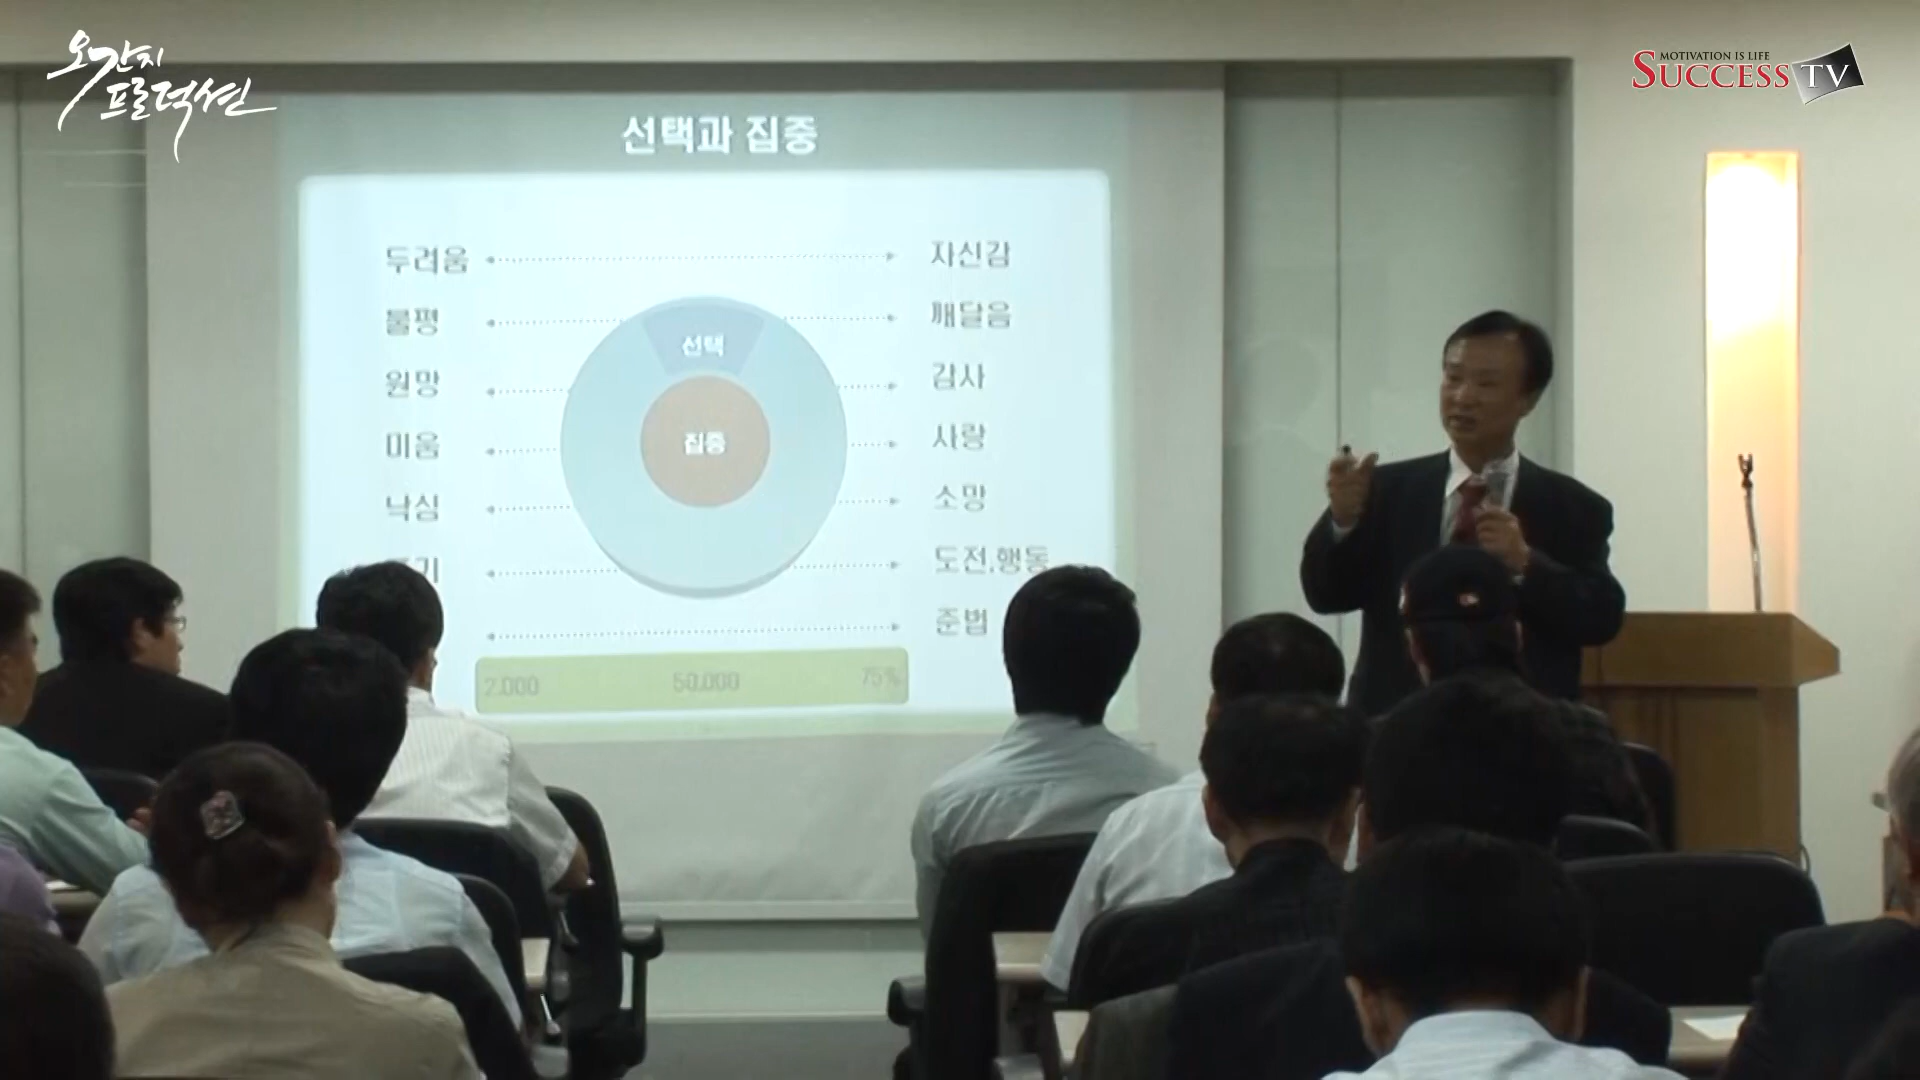 오간지
프로덕션
MOTIVATION IS LIFE
SUCCESS TV
선택과 집중
두려움 자신감
불평 깨달음
선택
원망 감사
미움 사랑
집중
낙심 소망
도전,행동
준범
2,000 50,000 75%